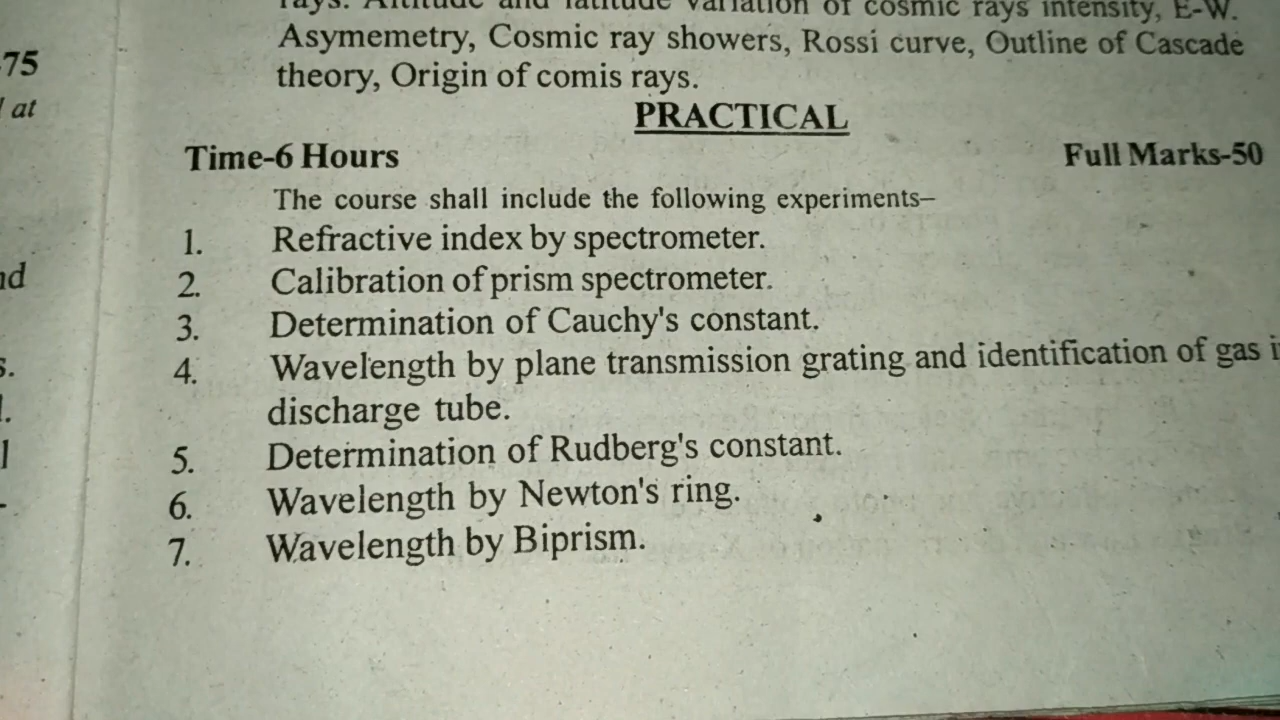 rays. Altitude and latitude variation of cosmic rays intensity, E-W.
Asymemetry, Cosmic ray showers, Rossi curve, Outline of Cascade
theory, Origin of comis rays.
PRACTICAL
Time-6 Hours Full Marks-50
The course shall include the following experiments–
1. Refractive index by spectrometer.
2. Calibration of prism spectrometer.
3. Determination of Cauchy's constant.
4. Wavelength by plane transmission grating and identification of gas i
discharge tube.
5. Determination of Rudberg's constant.
6. Wavelength by Newton's ring.
7. Wavelength by Biprism.
-75
at